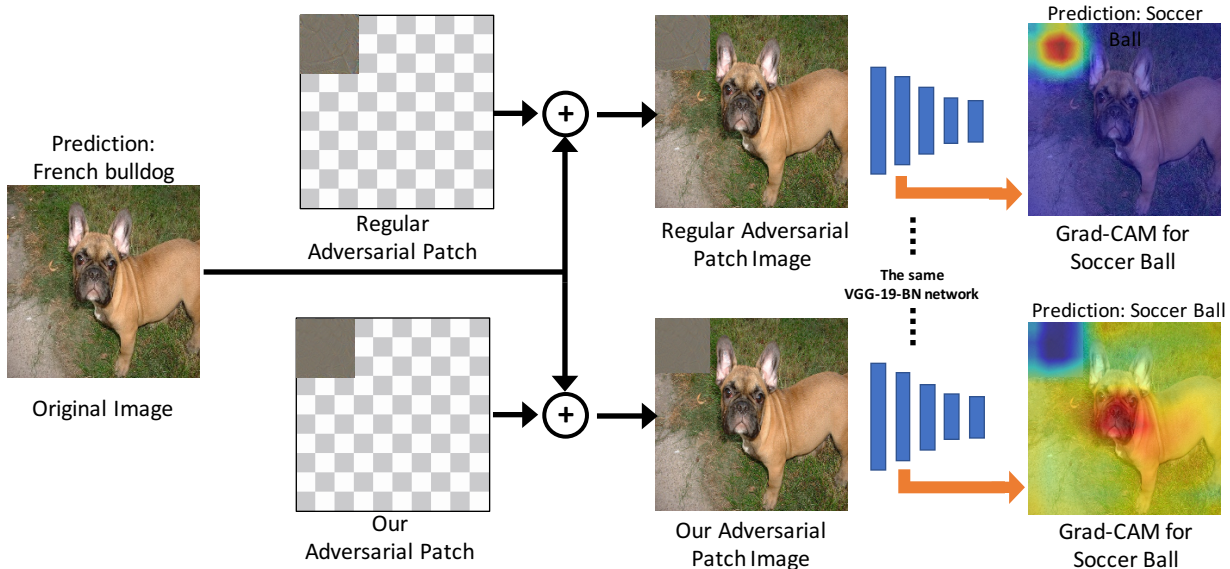 Prediction:
French bulldog
Original Image
Regular
Adversarial Patch
+
Regular Adversarial
Patch Image
Prediction: Soccer
Ball
Grad-CAM for
Soccer Ball
The same
VGG-19-BN network
Our
Adversarial Patch
+
Our Adversarial
Patch Image
Prediction: Soccer Ball
Grad-CAM for
Soccer Ball